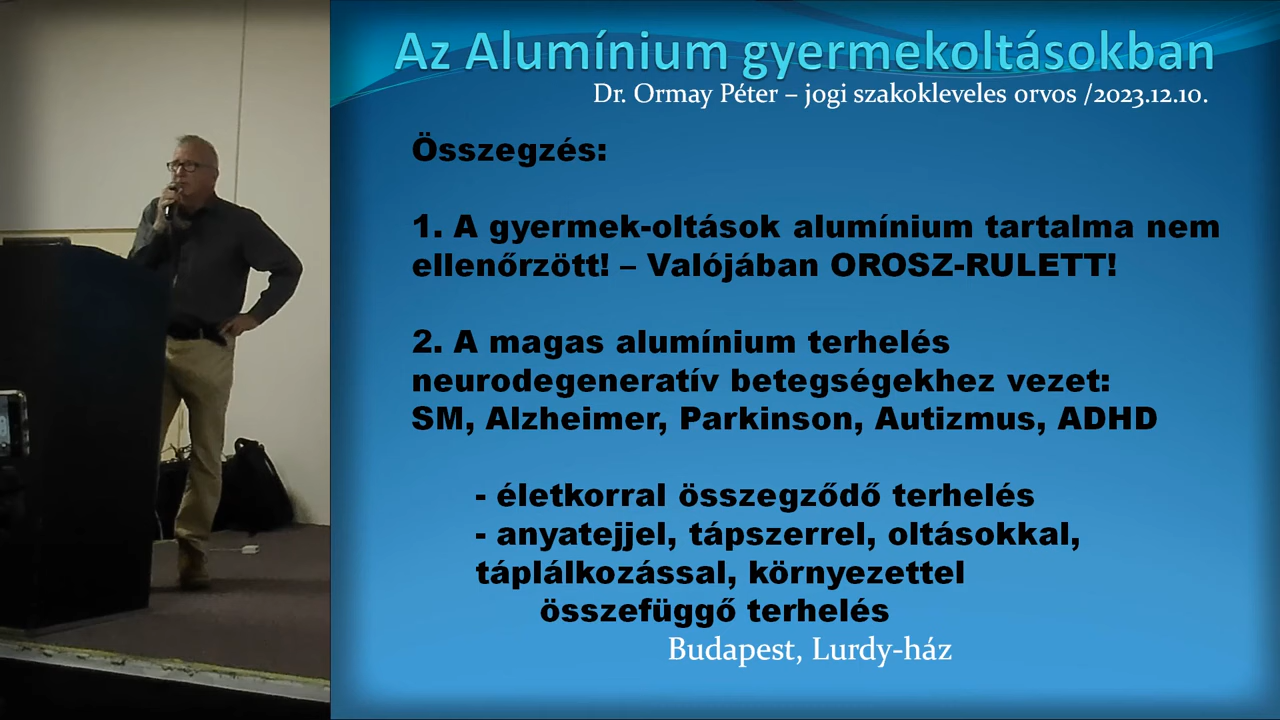 Az Alumínium gyermekoltásokban
Dr. Ormay Péter – jogi szakokleveles orvos /2023.12.10.
Összegzés:
1. A gyermek-oltások alumínium tartalma nem
ellenőrzött! – Valójában OROSZ-RULETT!
2. A magas alumínium terhelés
neurodegeneratív betegségekhez vezet:
SM, Alzheimer, Parkinson, Autizmus, ADHD
- életkorral összegződő terhelés
- anyatejjel, tápszerrel, oltásokkal,
táplálkozással, környezettel
összefüggő terhelés
Budapest, Lurdy-ház